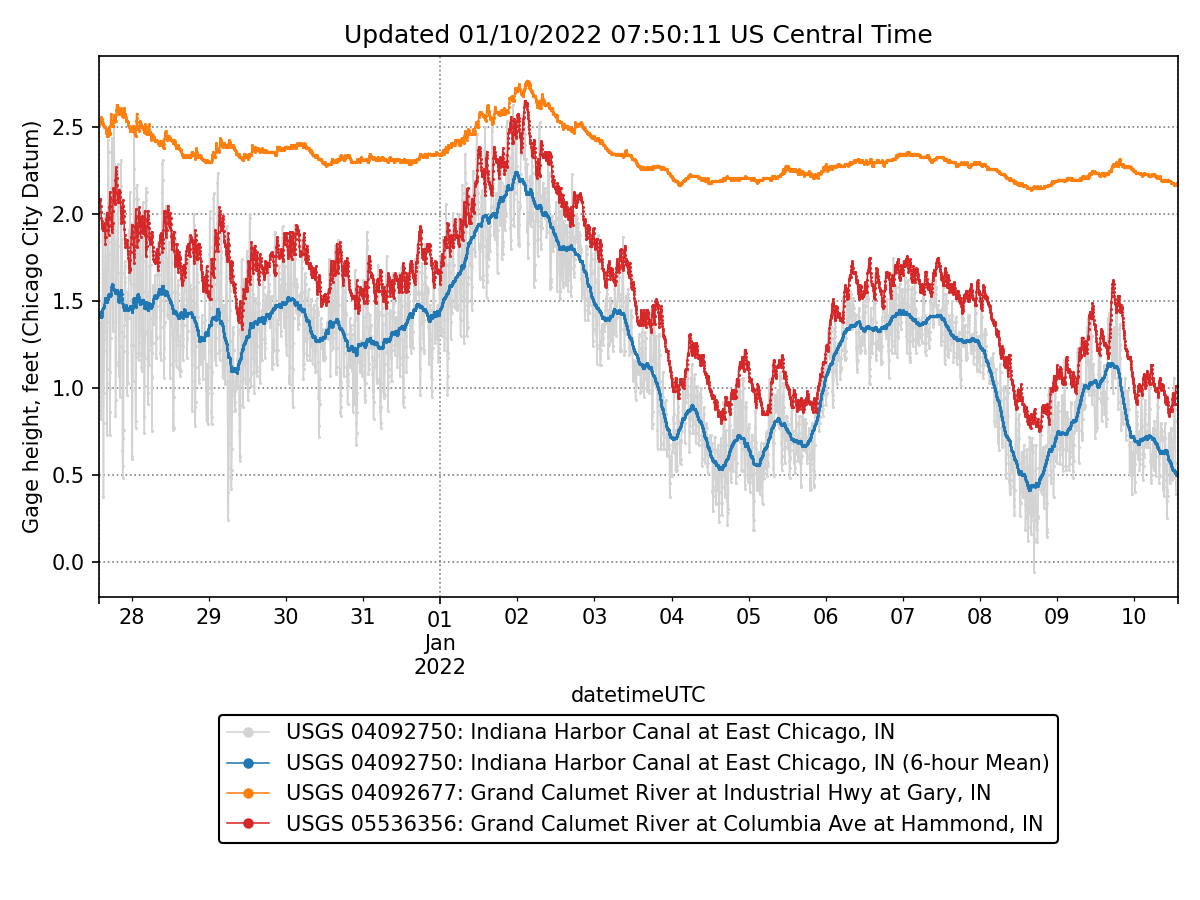 Updated 01/10/2022 07:50:11 US Central Time
Gage height, feet (Chicago City Datum)
2.5
2.0
1.5
1.0
0.5
0.0
28 29 30 31 01 02 03 04 05 06 07 08 09 10
Jan
2022
datetimeUTC
USGS 04092750: Indiana Harbor Canal at East Chicago, IN
USGS 04092750: Indiana Harbor Canal at East Chicago, IN (6-hour Mean)
USGS 04092677: Grand Calumet River at Industrial Hwy at Gary, IN
USGS 05536356: Grand Calumet River at Columbia Ave at Hammond, IN